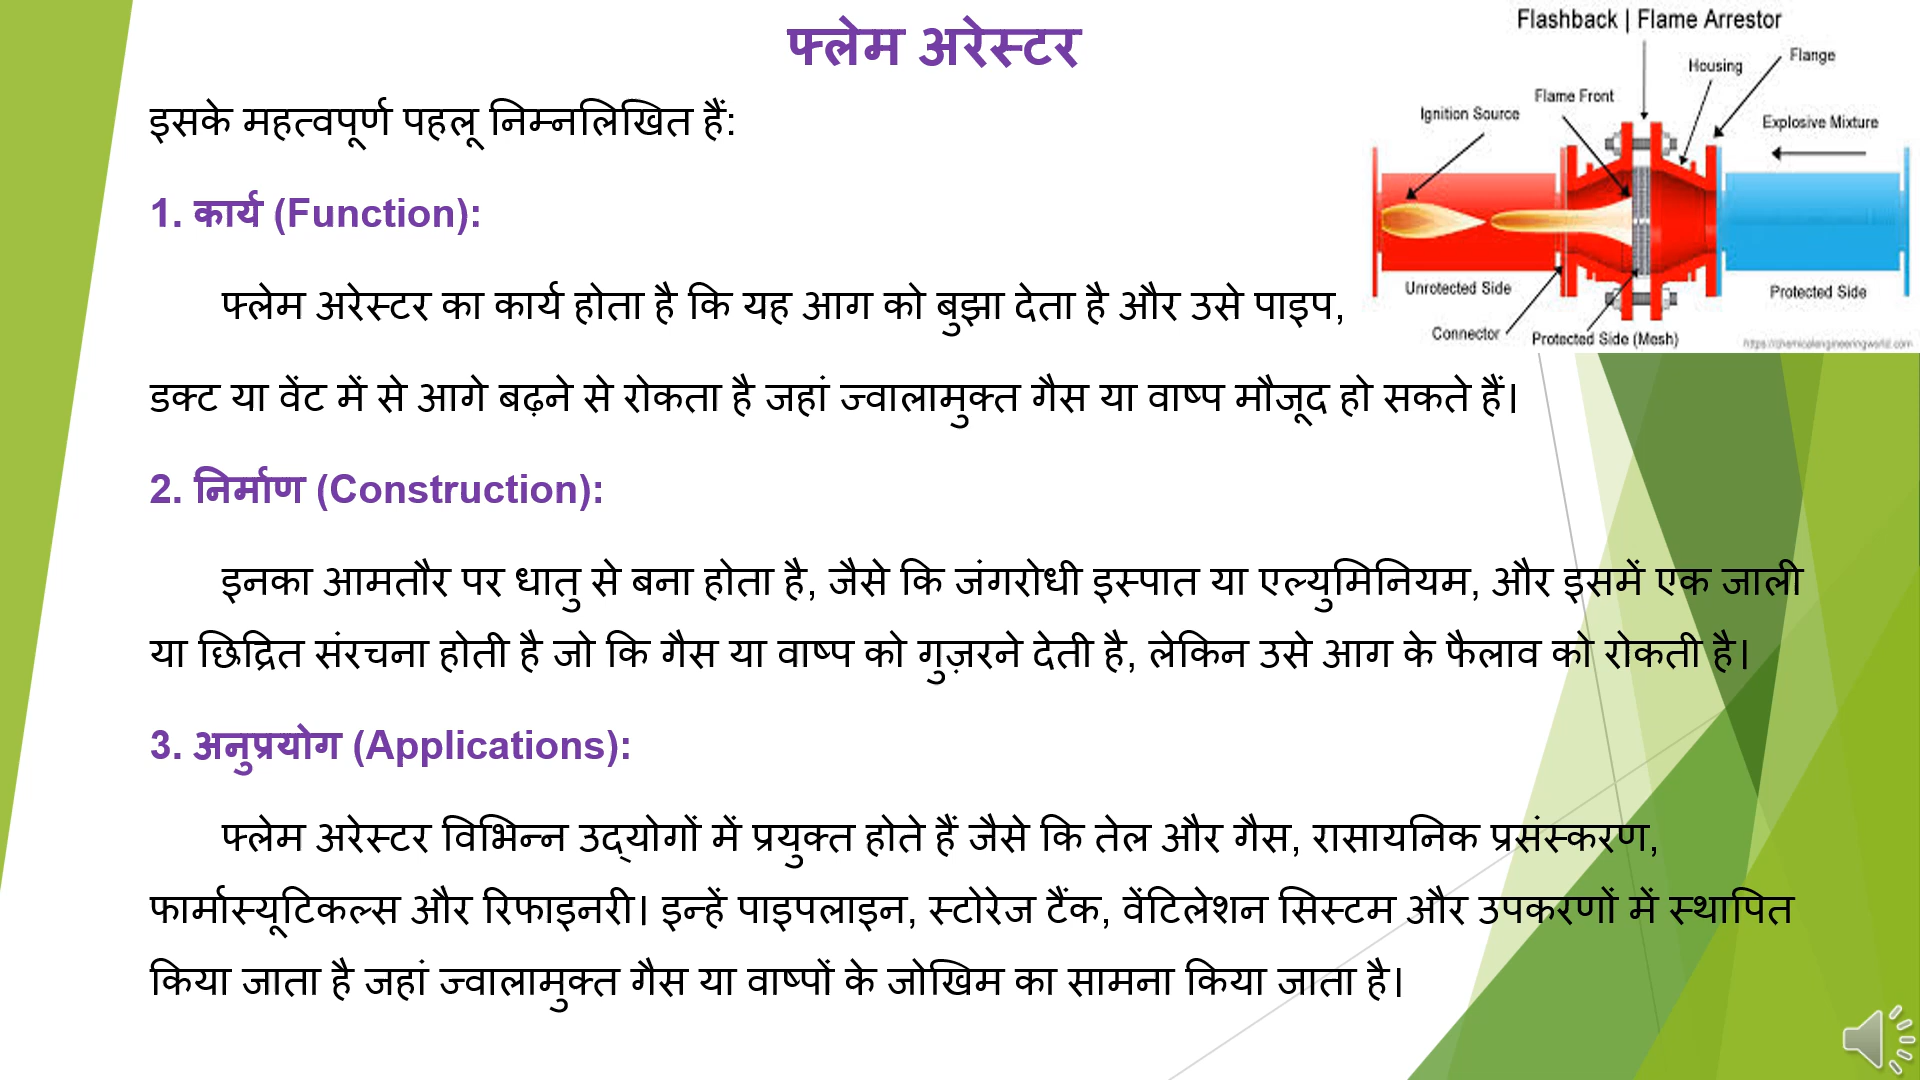 फ्लेम अरेस्टर
इसके महत्वपूर्ण पहलू निम्नलिखित हैं:
1. कार्य (Function):
फ्लेम अरेस्टर का कार्य होता है कि यह आग को बुझा देता है और उसे पाइप,
डक्ट या वेंट में से आगे बढ़ने से रोकता है जहां ज्वालामुक्त गैस या वाष्प मौजूद हो सकते हैं।
2. निर्माण (Construction):
इनका आमतौर पर धातु से बना होता है, जैसे कि जंगरोधी इस्पात या एल्युमिनियम, और इसमें एक जाली
या छिद्रित संरचना होती है जो कि गैस या वाष्प को गुज़रने देती है, लेकिन उसे आग के फैलाव को रोकती है।
3. अनुप्रयोग (Applications):
फ्लेम अरेस्टर विभिन्न उद्योगों में प्रयुक्त होते हैं जैसे कि तेल और गैस, रासायनिक प्रसंस्करण,
फार्मास्यूटिकल्स और रिफाइनरी। इन्हें पाइपलाइन, स्टोरेज टैंक, वेंटिलेशन सिस्टम और उपकरणों में स्थापित
किया जाता है जहां ज्वालामुक्त गैस या वाष्पों के जोखिम का सामना किया जाता है।
Flashback | Flame Arrestor
Flange
Housing
Flame Front
Ignition Source
Explosive Mixture
Unrotected Side
Protected Side
Connector
Protected Side (Mesh)
https://chemicalengineeringworld.com